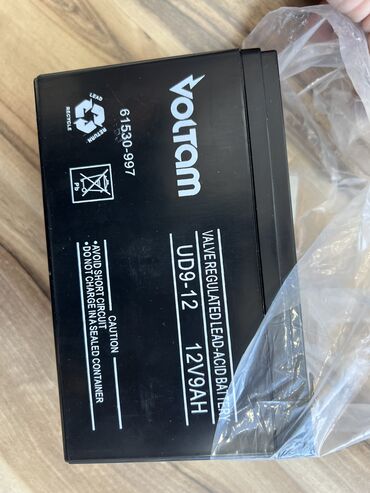 VOLTAM
VALVE REGULATED LEAD-ACID BATTERY
UD9-12 12V9AH
61530-997
LEAD
RETURN
RECYCLE
Pb
CAUTION
•AVOID SHORT CIRCUIT
•DO NOT CHARGE IN A SEALED CONTAINER